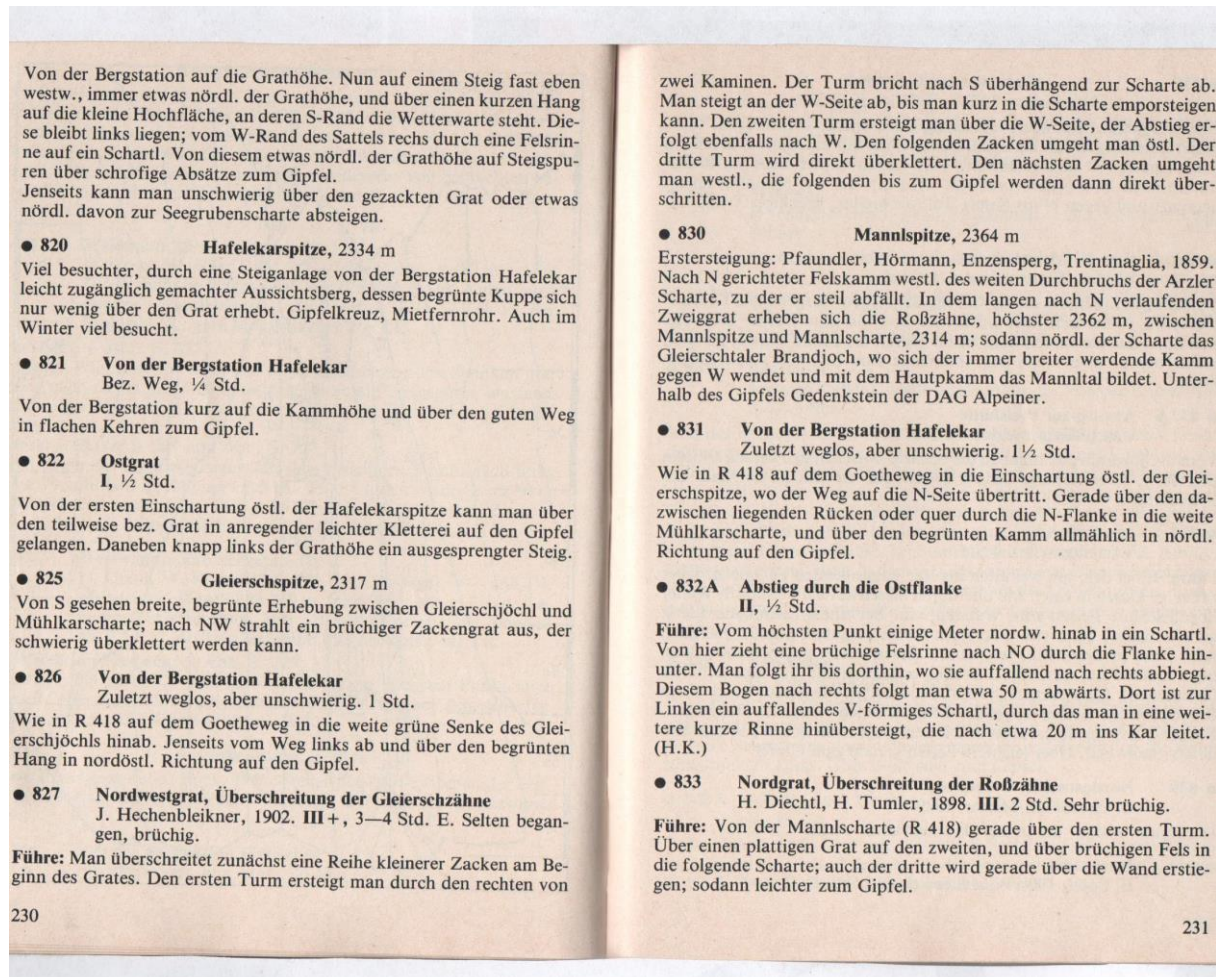 Von der Bergstation auf die Grathöhe. Nun auf einem Steig fast eben
westw., immer etwas nördl. der Grathöhe, und über einen kurzen Hang
auf die kleine Hochfläche, an deren S-Rand die Wetterwarte steht. Die-
se bleibt links liegen; vom W-Rand des Sattels rechs durch eine Felsrin-
ne auf ein Schartl. Von diesem etwas nördl. der Grathöhe auf Steigspu-
ren über schrofige Absätze zum Gipfel.
Jenseits kann man unschwierig über den gezackten Grat oder etwas
nördl. davon zur Seegrubenscharte absteigen.
● 820 Hafelekarspitze, 2334 m
Viel besuchter, durch eine Steiganlage von der Bergstation Hafelekar
leicht zugänglich gemachter Aussichtsberg, dessen begrünte Kuppe sich
nur wenig über den Grat erhebt. Gipfelkreuz, Mietfernrohr. Auch im
Winter viel besucht.
● 821 Von der Bergstation Hafelekar
Bez. Weg, ¼ Std.
Von der Bergstation kurz auf die Kammhöhe und über den guten Weg
in flachen Kehren zum Gipfel.
● 822 Ostgrat
I, ½ Std.
Von der ersten Einschartung östl. der Hafelekarspitze kann man über
den teilweise bez. Grat in anregender leichter Kletterei auf den Gipfel
gelangen. Daneben knapp links der Grathöhe ein ausgesprengter Steig.
● 825 Gleierschspitze, 2317 m
Von S gesehen breite, begrünte Erhebung zwischen Gleierschjöchl und
Mühlkarscharte; nach NW strahlt ein brüchiger Zackengrat aus, der
schwierig überklettert werden kann.
● 826 Von der Bergstation Hafelekar
Zuletzt weglos, aber unschwierig. 1 Std.
Wie in R 418 auf dem Goetheweg in die weite grüne Senke des Glei-
erschjöchls hinab. Jenseits vom Weg links ab und über den begrünten
Hang in nordöstl. Richtung auf den Gipfel.
● 827 Nordwestgrat, Überschreitung der Gleierschzähne
J. Hechenbleikner, 1902. III+, 3—4 Std. E. Selten began-
gen, brüchig.
Führe: Man überschreitet zunächst eine Reihe kleinerer Zacken am Be-
ginn des Grates. Den ersten Turm ersteigt man durch den rechten von
230
zwei Kaminen. Der Turm bricht nach S überhängend zur Scharte ab.
Man steigt an der W-Seite ab, bis man kurz in die Scharte emporsteigen
kann. Den zweiten Turm ersteigt man über die W-Seite, der Abstieg er-
folgt ebenfalls nach W. Den folgenden Zacken umgeht man östl. Der
dritte Turm wird direkt überklettert. Den nächsten Zacken umgeht
man westl., die folgenden bis zum Gipfel werden dann direkt über-
schritten.
● 830 Mannlspitze, 2364 m
Erstersteigung: Pfaundler, Hörmann, Enzensperg, Trentinaglia, 1859.
Nach N gerichteter Felskamm westl. des weiten Durchbruchs der Arzler
Scharte, zu der er steil abfällt. In dem langen nach N verlaufenden
Zweiggrat erheben sich die Roßzähne, höchster 2362 m, zwischen
Mannlspitze und Mannlscharte, 2314 m; sodann nördl. der Scharte das
Gleierschtaler Brandjoch, wo sich der immer breiter werdende Kamm
gegen W wendet und mit dem Hautpkamm das Mannltal bildet. Unter-
halb des Gipfels Gedenkstein der DAG Alpeiner.
● 831 Von der Bergstation Hafelekar
Zuletzt weglos, aber unschwierig. 1½ Std.
Wie in R 418 auf dem Goetheweg in die Einschartung östl. der Glei-
erschspitze, wo der Weg auf die N-Seite übertritt. Gerade über den da-
zwischen liegenden Rücken oder quer durch die N-Flanke in die weite
Mühlkarscharte, und über den begrünten Kamm allmählich in nördl.
Richtung auf den Gipfel.
● 832 A Abstieg durch die Ostflanke
II, ½ Std.
Führe: Vom höchsten Punkt einige Meter nordw. hinab in ein Schartl.
Von hier zieht eine brüchige Felsrinne nach NO durch die Flanke hin-
unter. Man folgt ihr bis dorthin, wo sie auffallend nach rechts abbiegt.
Diesem Bogen nach rechts folgt man etwa 50 m abwärts. Dort ist zur
Linken ein auffallendes V-förmiges Schartl, durch das man in eine wei-
tere kurze Rinne hinübersteigt, die nach etwa 20 m ins Kar leitet.
(H.K.)
● 833 Nordgrat, Überschreitung der Roßzähne
H. Diechtl, H. Tumler, 1898. III. 2 Std. Sehr brüchig.
Führe: Von der Mannlscharte (R 418) gerade über den ersten Turm.
Über einen plattigen Grat auf den zweiten, und über brüchigen Fels in
die folgende Scharte; auch der dritte wird gerade über die Wand erstie-
gen; sodann leichter zum Gipfel.
231